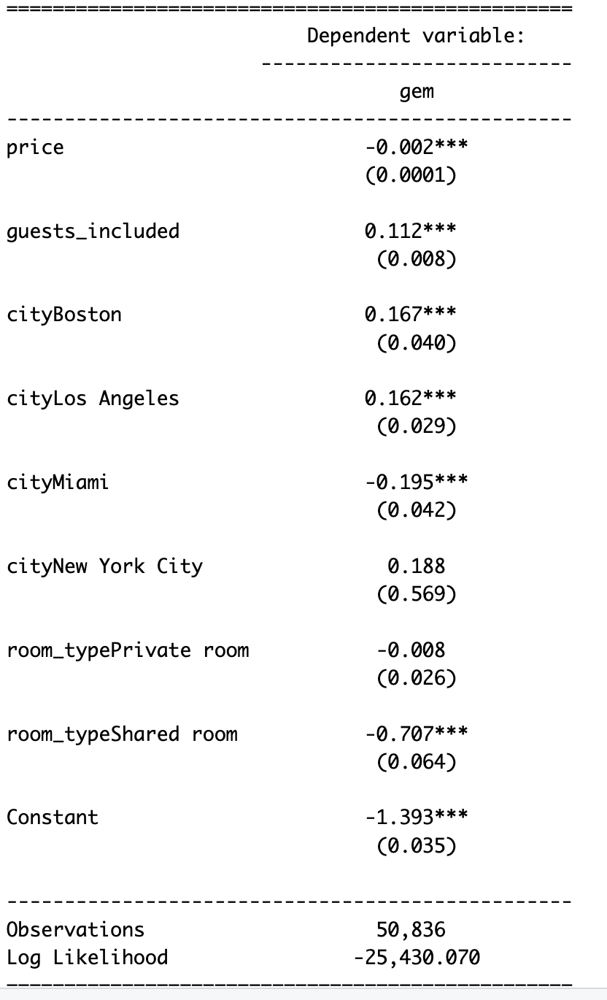 =================================================
Dependent variable:
---------------------------
gem
-------------------------------------------------
price -0.002***
(0.0001)
guests_included 0.112***
(0.008)
cityBoston 0.167***
(0.040)
cityLos Angeles 0.162***
(0.029)
cityMiami -0.195***
(0.042)
cityNew York City 0.188
(0.569)
room_typePrivate room -0.008
(0.026)
room_typeShared room -0.707***
(0.064)
Constant -1.393***
(0.035)
-------------------------------------------------
Observations 50,836
Log Likelihood -25,430.070
=================================================